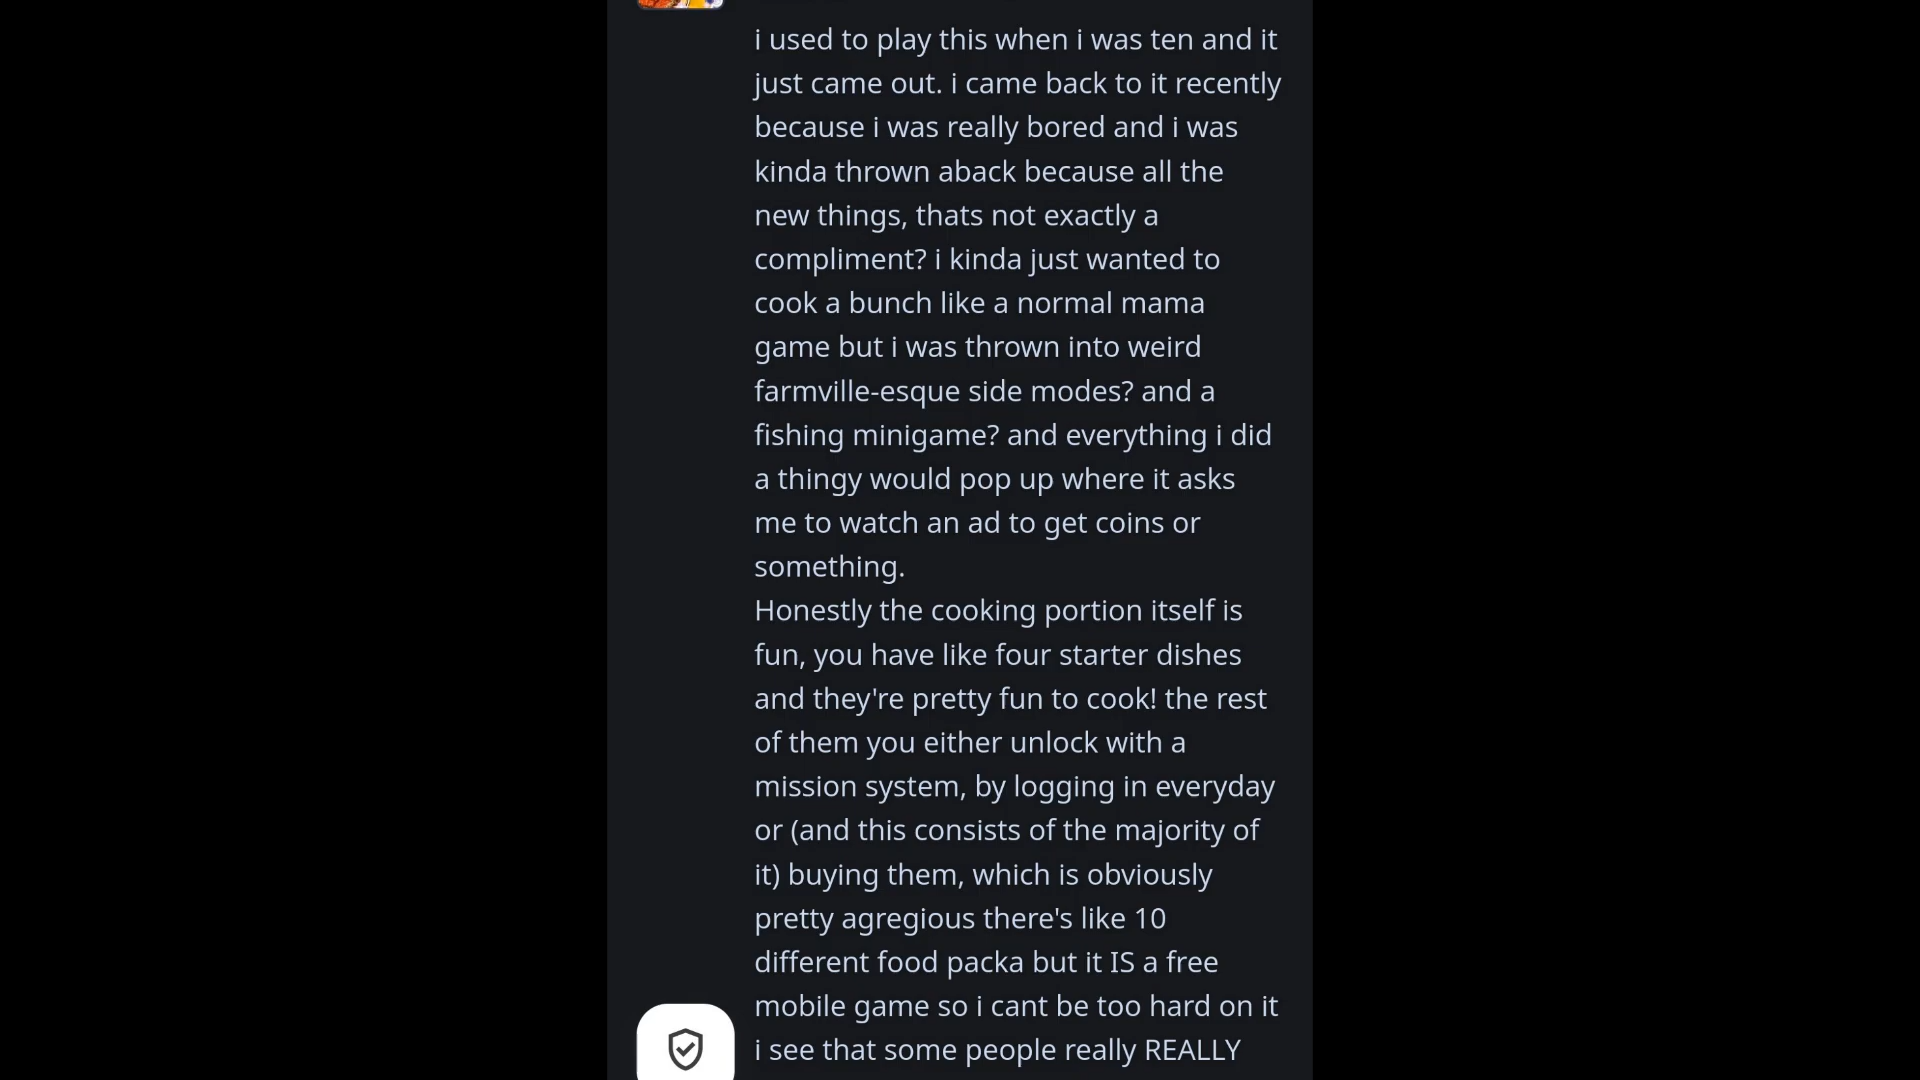 i used to play this when i was ten and it
just came out. i came back to it recently
because i was really bored and i was
kinda thrown aback because all the
new things, thats not exactly a
compliment? i kinda just wanted to
cook a bunch like a normal mama
game but i was thrown into weird
farmville-esque side modes? and a
fishing minigame? and everything i did
a thingy would pop up where it asks
me to watch an ad to get coins or
something.
Honestly the cooking portion itself is
fun, you have like four starter dishes
and they're pretty fun to cook! the rest
of them you either unlock with a
mission system, by logging in everyday
or (and this consists of the majority of
it) buying them, which is obviously
pretty agregious there's like 10
different food packa but it IS a free
mobile game so i cant be too hard on it
i see that some people really REALLY